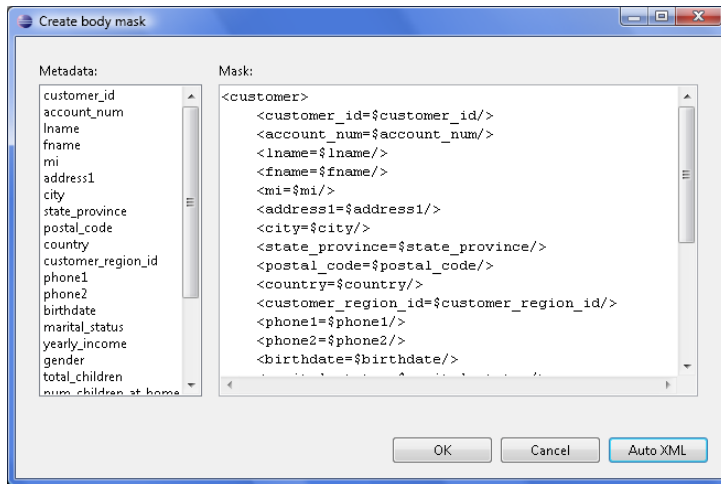 Create body mask
Metadata:
customer_id
account_num
lname
fname
mi
address1
city
state_province
postal_code
country
customer_region_id
phone1
phone2
birthdate
marital_status
yearly_income
gender
total_children
num_children_at_home
Mask:
<customer>
<customer_id=$customer_id/>
<account_num=$account_num/>
<lname=$lname/>
<fname=$fname/>
<mi=$mi/>
<address1=$address1/>
<city=$city/>
<state_province=$state_province/>
<postal_code=$postal_code/>
<country=$country/>
<customer_region_id=$customer_region_id/>
<phone1=$phone1/>
<phone2=$phone2/>
<birthdate=$birthdate/>
OK
Cancel
Auto XML